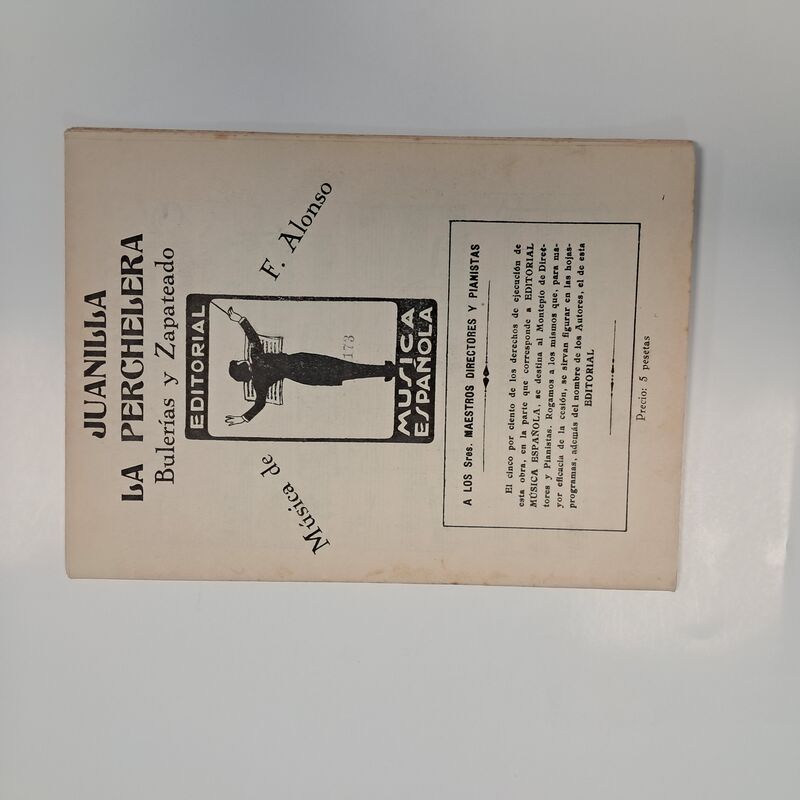 JUANILLA
LA PERCHELERA
Bulerías y Zapateado
Música de
F. Alonso
EDITORIAL
173
MUSICA
ESPAÑOLA
A LOS Sres. MAESTROS DIRECTORES Y PIANISTAS
El cinco por ciento de los derechos de ejecución de
esta obra, en la parte que corresponde a EDITORIAL
MÚSICA ESPAÑOLA, se destina al Montepío de Direc-
tores y Pianistas. Rogamos a los mismos que, para ma-
yor eficacia de la cesión, se sirvan figurar en las hojas-
programas, además del nombre de los Autores, el de esta
EDITORIAL
Precio: 5 pesetas